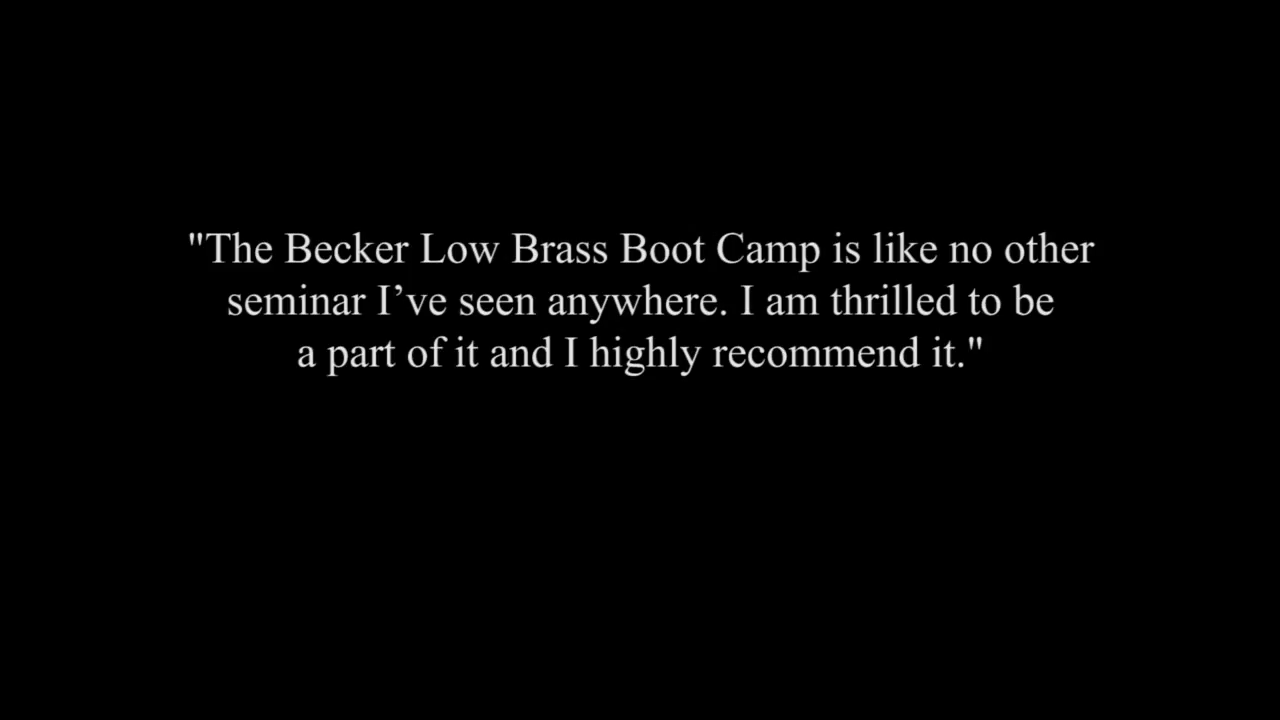 "The Becker Low Brass Boot Camp is like no other
seminar I’ve seen anywhere. I am thrilled to be
a part of it and I highly recommend it."